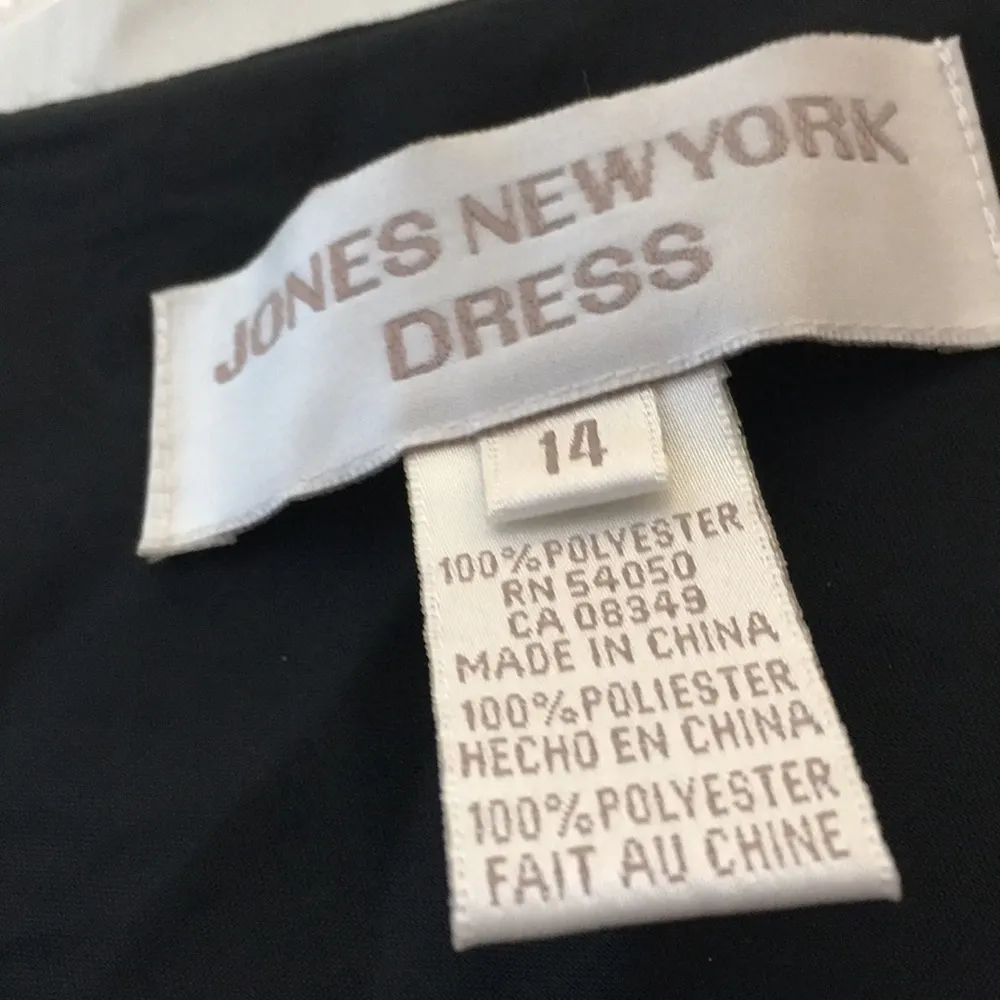 JONES NEW YORK
DRESS
14
100%POLYESTER
RN 54050
CA 08349
MADE IN CHINA
100%POLIESTER
HECHO EN CHINA
100%POLYESTER
FAIT AU CHINE